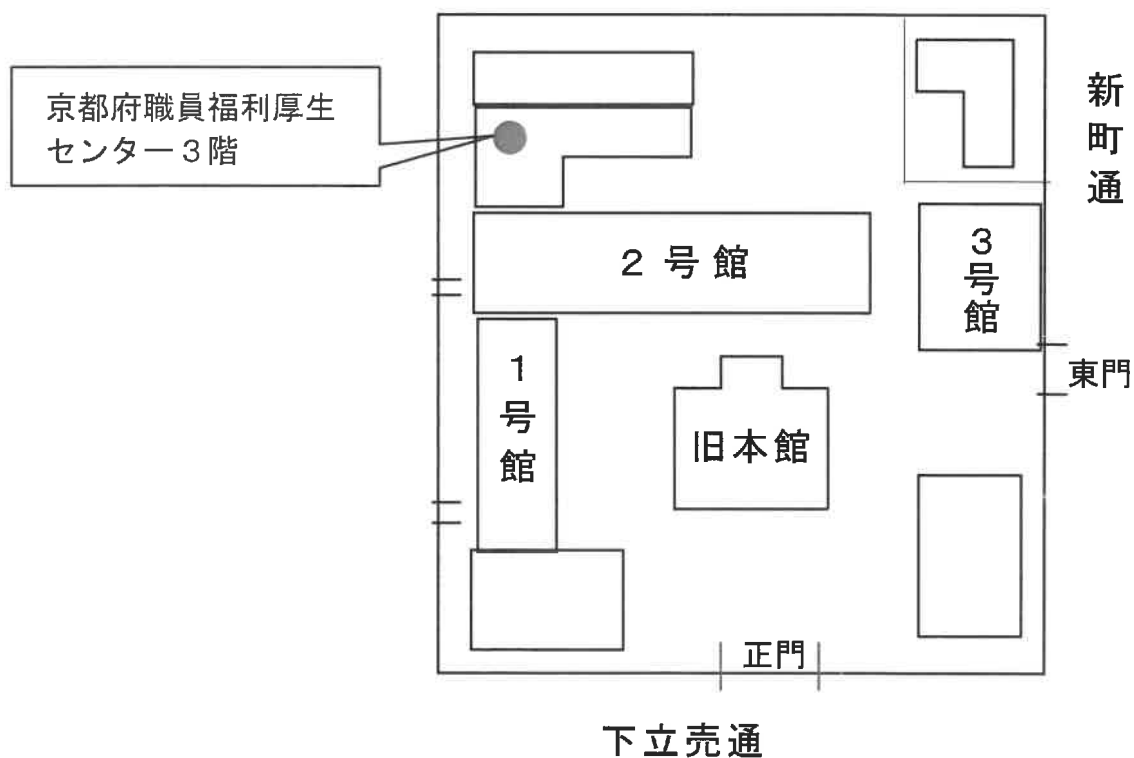 京都府職員福利厚生
センター３階
新町通
２号館
３号館
東門
１号館
旧本館
正門
下立売通